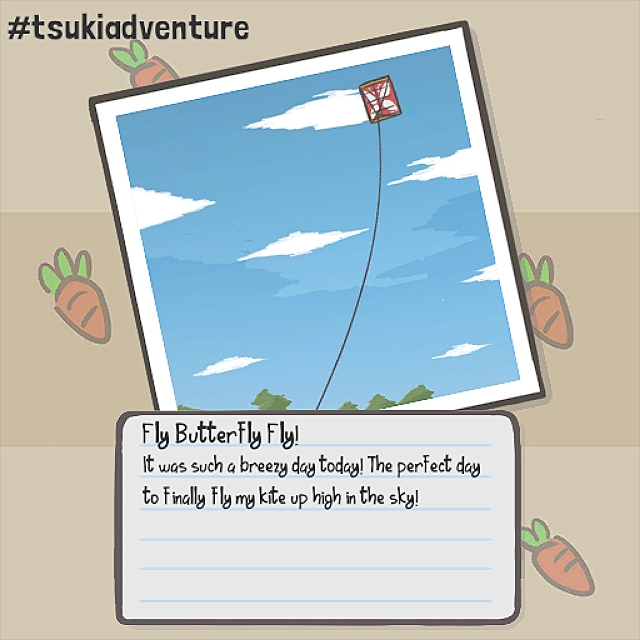 #tsukiadventure
Fly Butterfly Fly!
It was such a breezy day today! The perfect day
to finally fly my kite up high in the sky!